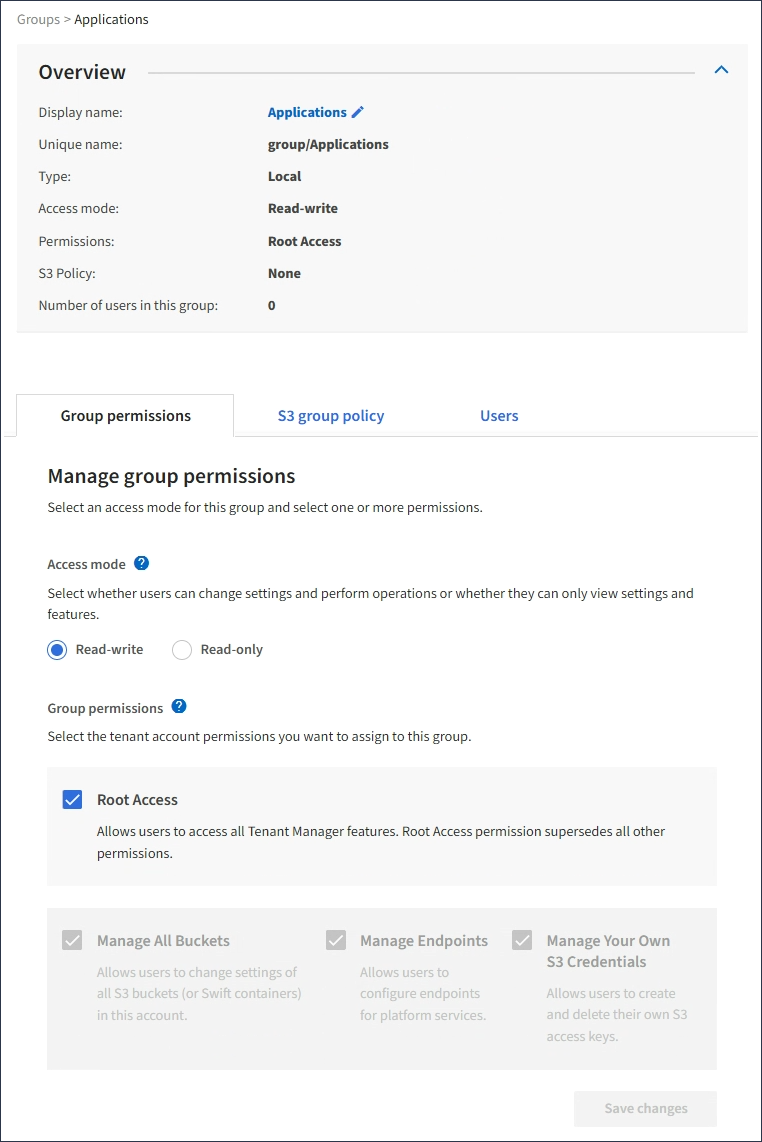 Groups > Applications
Overview
Display name: Applications
Unique name: group/Applications
Type: Local
Access mode: Read-write
Permissions: Root Access
S3 Policy: None
Number of users in this group: 0
Group permissions S3 group policy Users
Manage group permissions
Select an access mode for this group and select one or more permissions.
Access mode ?
Select whether users can change settings and perform operations or whether they can only view settings and
features.
Read-write Read-only
Group permissions ?
Select the tenant account permissions you want to assign to this group.
Root Access
Allows users to access all Tenant Manager features. Root Access permission supersedes all other
permissions.
Manage All Buckets
Allows users to change settings of
all S3 buckets (or Swift containers)
in this account.
Manage Endpoints
Allows users to
configure endpoints
for platform services.
Manage Your Own
S3 Credentials
Allows users to create
and delete their own S3
access keys.
Save changes